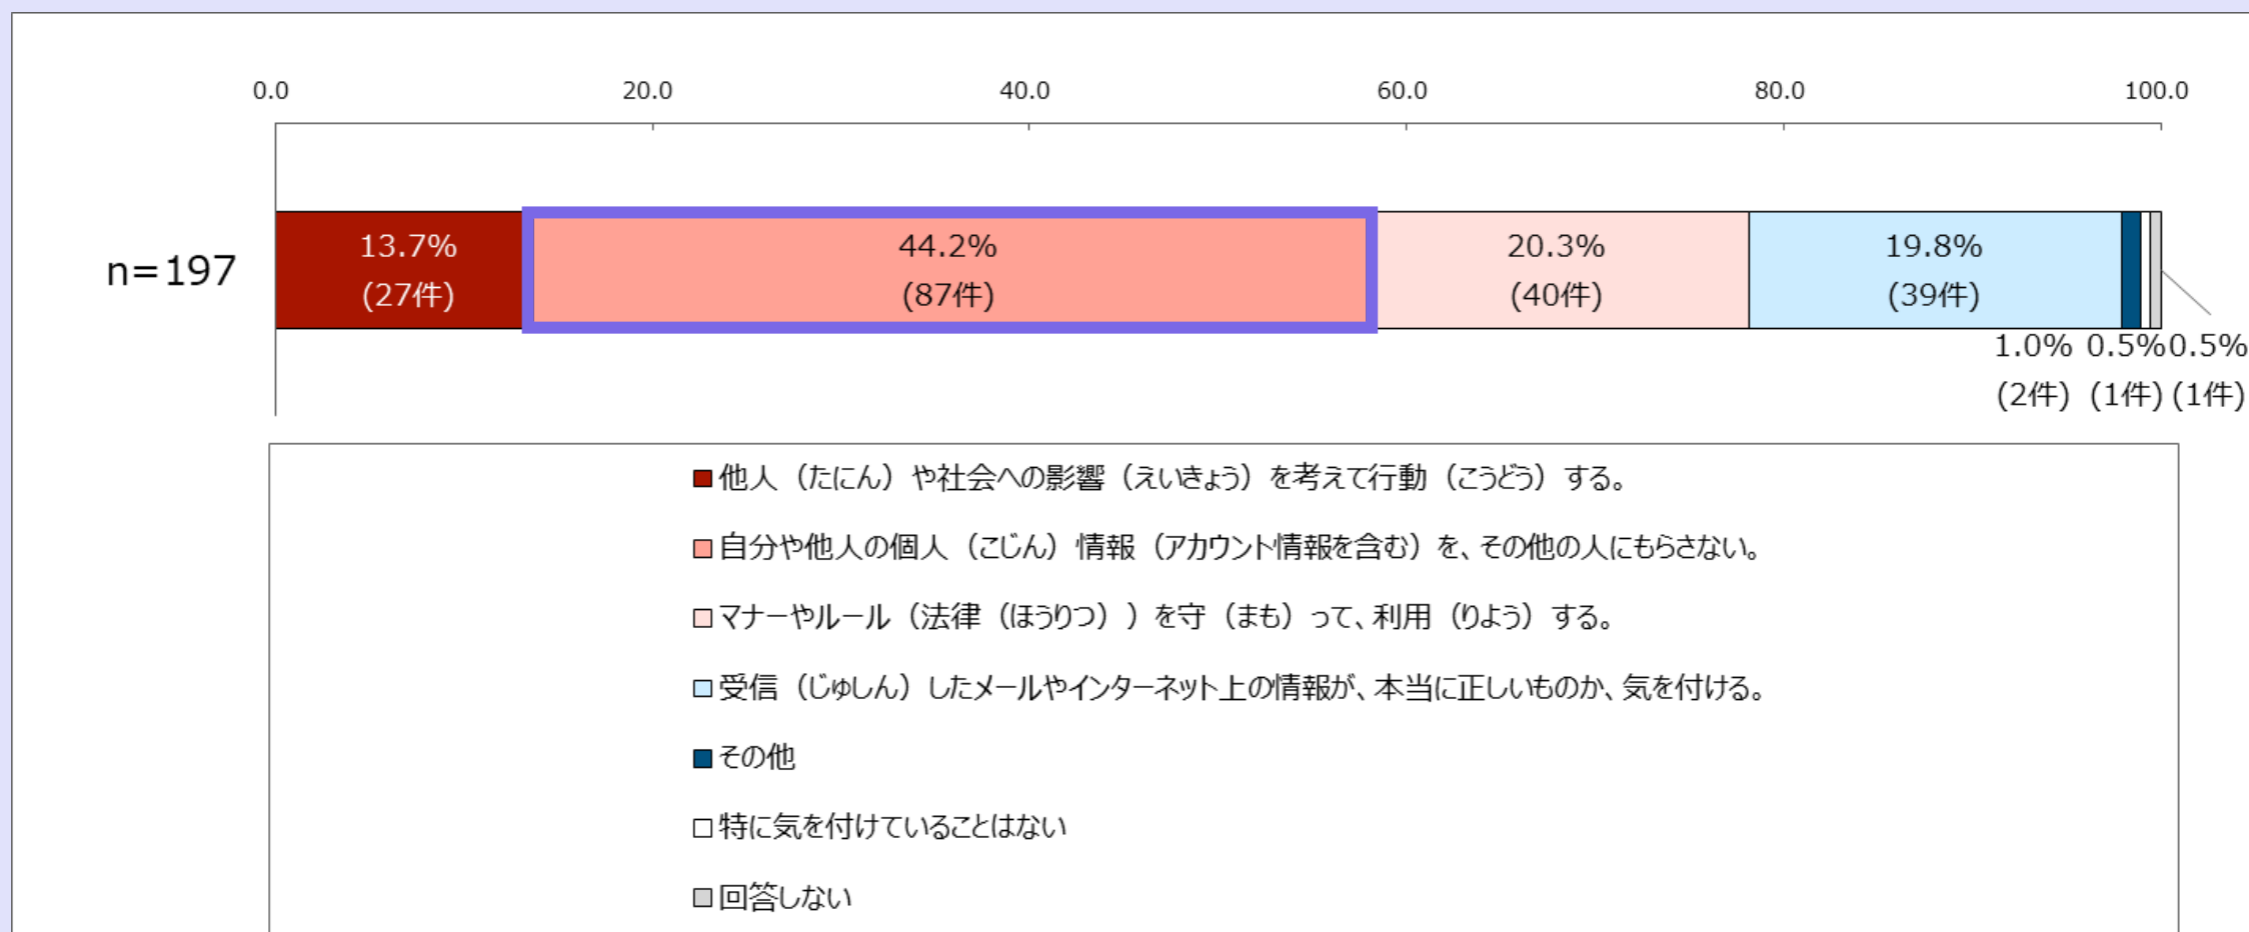 0.0 20.0 40.0 60.0 80.0 100.0
n=197
13.7% 44.2% 20.3% 19.8%
(27件) (87件) (40件) (39件)
1.0% 0.5% 0.5%
(2件) (1件) (1件)
他人（たにん）や社会への影響（えいきょう）を考えて行動（こうどう）する。
自分や他人の個人（こじん）情報（アカウント情報を含む）を、その他の人にもらさない。
マナーやルール（法律（ほうりつ））を守（まも）って、利用（りよう）する。
受信（じゅしん）したメールやインターネット上の情報が、本当に正しいものか、気を付ける。
その他
特に気を付けていることはない
回答しない